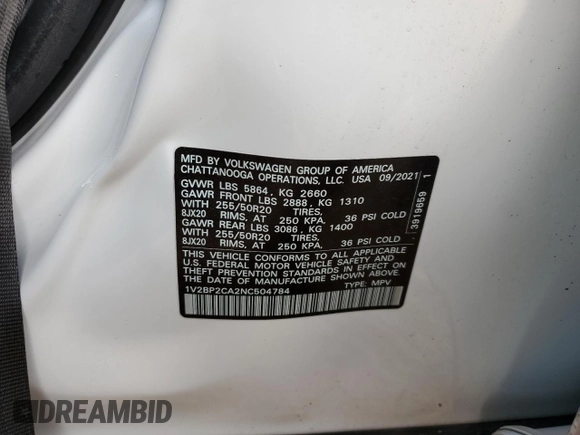 MFD BY VOLKSWAGEN GROUP OF AMERICA
CHATTANOOGA OPERATIONS, LLC. USA 09/2021
GVWR LBS 5864, KG 2660
GAWR FRONT LBS 2888, KG 1310
WITH 255/50R20 TIRES,
8JX20 RIMS, AT 250 KPA. 36 PSI COLD
GAWR REAR LBS 3086, KG 1400
WITH 255/50R20 TIRES,
8JX20 RIMS, AT 250 KPA. 36 PSI COLD
THIS VEHICLE CONFORMS TO ALL APPLICABLE
U.S. FEDERAL MOTOR VEHICLE SAFETY AND
THEFT PREVENTION STANDARDS IN EFFECT ON
THE DATE OF MANUFACTURE SHOWN ABOVE
1V2BP2CA2NC504784 TYPE: MPV
3919659 1
DREAMBID